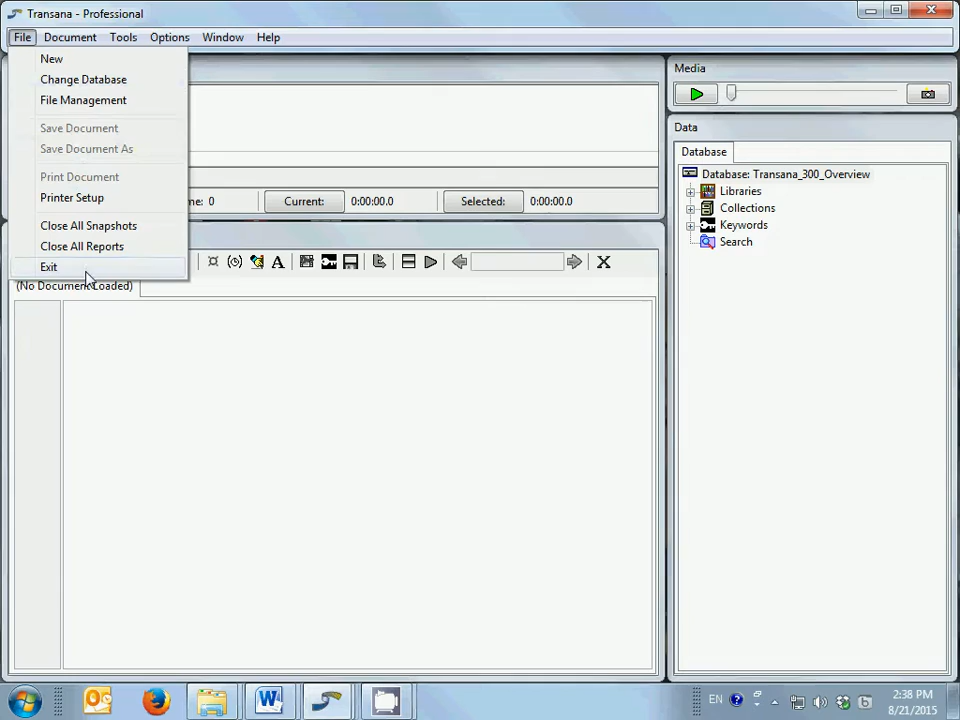 Transana - Professional
File Document Tools Options Window Help
New
Change Database
File Management
Save Document
Save Document As
Print Document
Printer Setup
Close All Snapshots
Close All Reports
Exit
0 Current: 0:00:00.0 Selected: 0:00:00.0
(No Document Loaded)
Media
Data
Database
Database: Transana_300_Overview
Libraries
Collections
Keywords
Search
EN
2:38 PM
8/21/2015